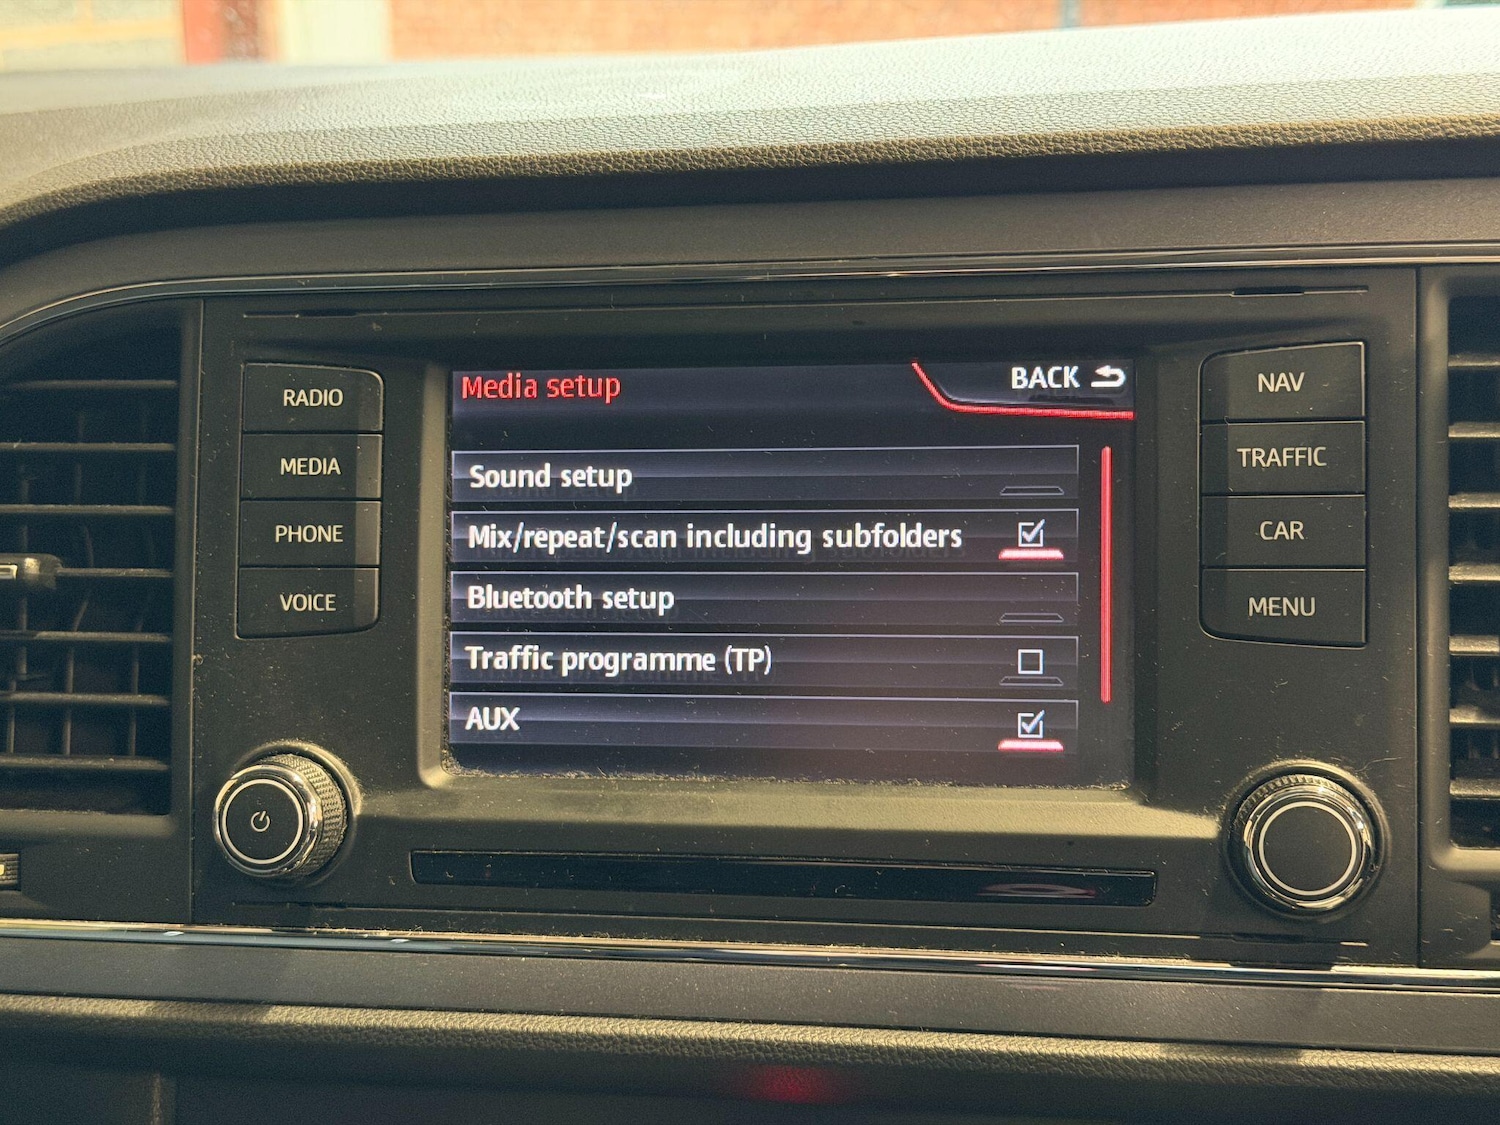 RADIO
MEDIA
PHONE
VOICE
Media setup
BACK
Sound setup
Mix/repeat/scan including subfolders
Bluetooth setup
Traffic programme (TP)
AUX
NAV
TRAFFIC
CAR
MENU